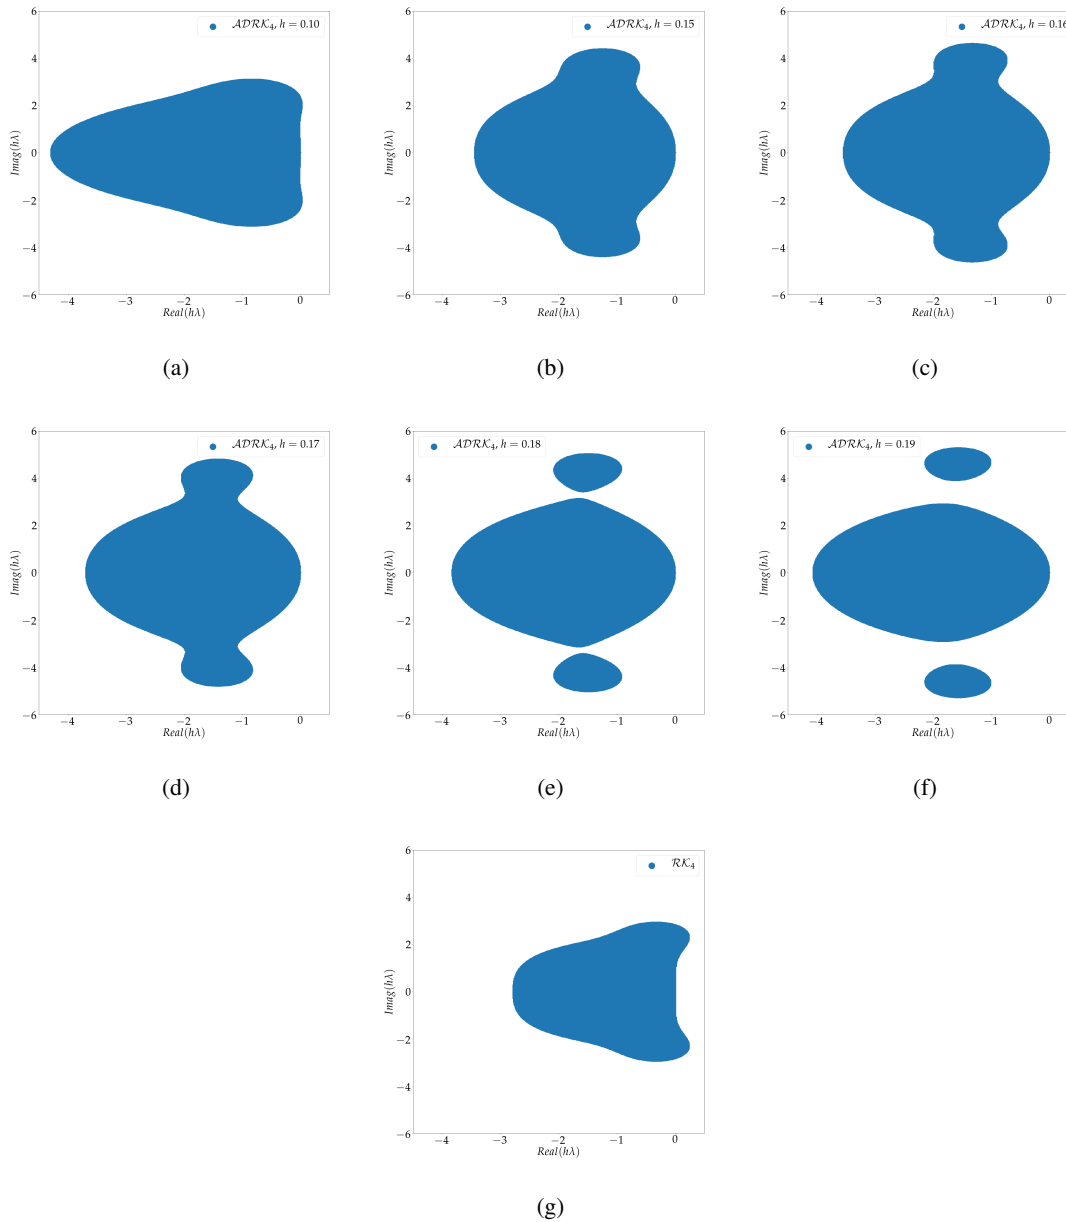 6
4
2
0
−2
−4
−6
Imag(hλ)
ADRK₄, h = 0.10
−4 −3 −2 −1 0
Real(hλ)
(a)
6
4
2
0
−2
−4
−6
Imag(hλ)
ADRK₄, h = 0.15
−4 −3 −2 −1 0
Real(hλ)
(b)
6
4
2
0
−2
−4
−6
Imag(hλ)
ADRK₄, h = 0.16
−4 −3 −2 −1 0
Real(hλ)
(c)
6
4
2
0
−2
−4
−6
Imag(hλ)
ADRK₄, h = 0.17
−4 −3 −2 −1 0
Real(hλ)
(d)
6
4
2
0
−2
−4
−6
Imag(hλ)
ADRK₄, h = 0.18
−4 −3 −2 −1 0
Real(hλ)
(e)
6
4
2
0
−2
−4
−6
Imag(hλ)
ADRK₄, h = 0.19
−4 −3 −2 −1 0
Real(hλ)
(f)
6
4
2
0
−2
−4
−6
Imag(hλ)
RK₄
−4 −3 −2 −1 0
Real(hλ)
(g)